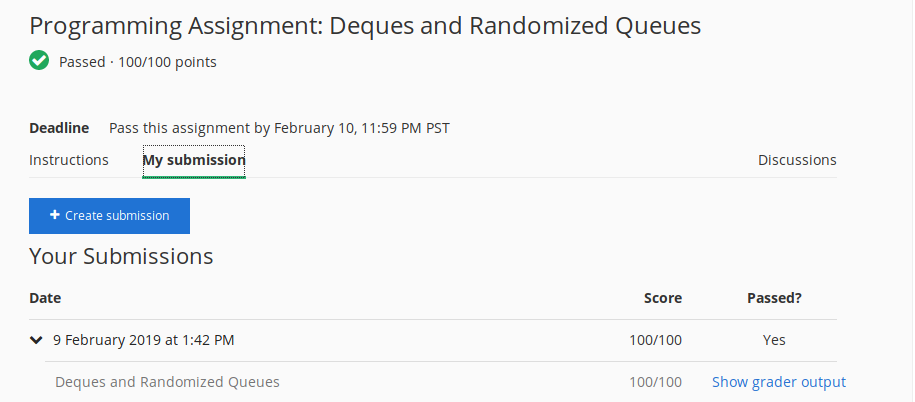 Programming Assignment: Deques and Randomized Queues
Passed · 100/100 points
Deadline Pass this assignment by February 10, 11:59 PM PST
Instructions My submission Discussions
+ Create submission
Your Submissions
Date Score Passed?
9 February 2019 at 1:42 PM 100/100 Yes
Deques and Randomized Queues 100/100 Show grader output